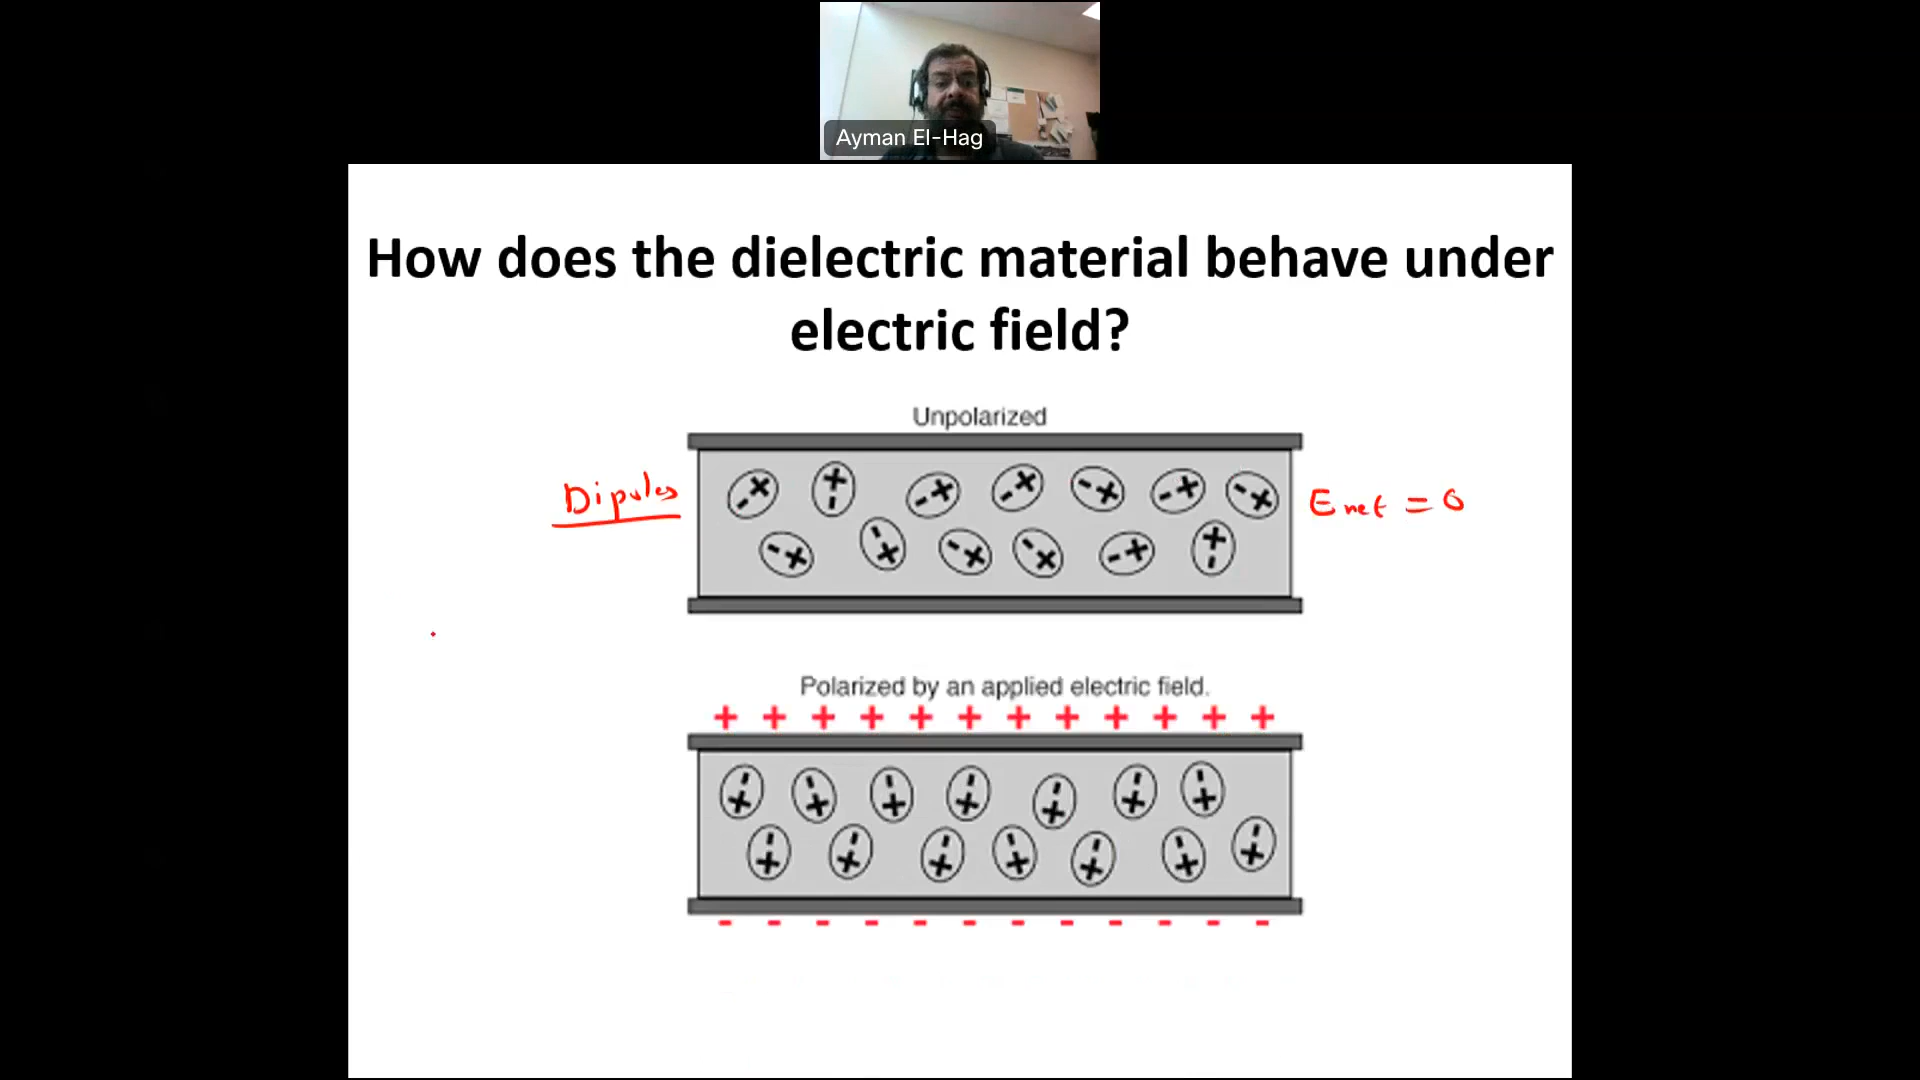 Ayman El-Hag
How does the dielectric material behave under
electric field?
Unpolarized
Dipoles
E net = 0
Polarized by an applied electric field.
+ + + + + + + + + + + +
- - - - - - - - - - - -